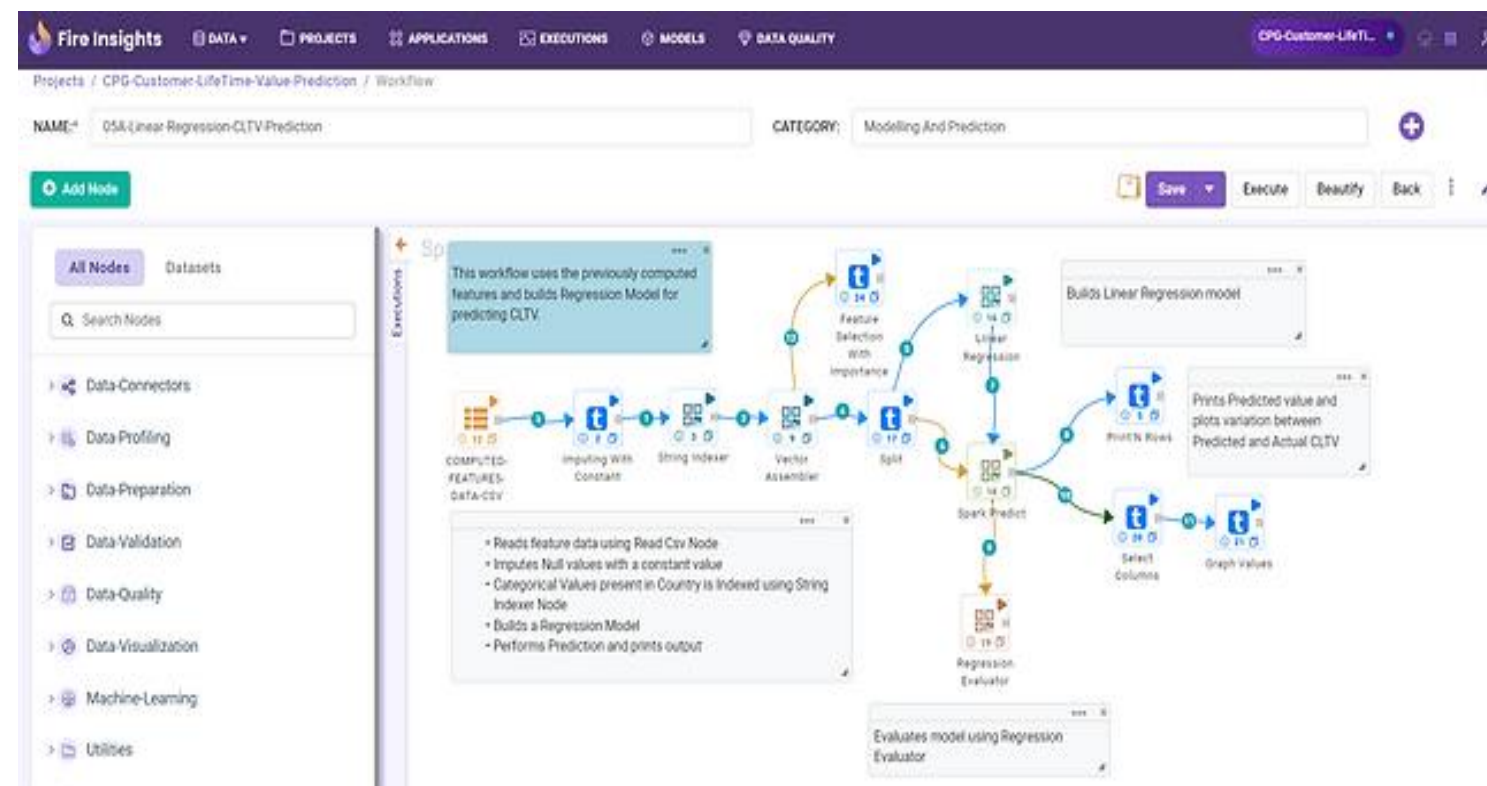 Fire Insights DATA PROJECTS APPLICATIONS EXECUTIONS MODELS DATA QUALITY CPG-Customer-LifeTi...
Projects / CPG-Customer-LifeTime-Value-Prediction / Workflow
NAME:* 05A-Linear-Regression-CLTV-Prediction CATEGORY: Modelling And Prediction
Add Node Save Execute Beautify Back
All Nodes Datasets
Search Nodes
Data-Connectors
Data-Profiling
Data-Preparation
Data-Validation
Data-Quality
Data-Visualization
Machine-Learning
Utilities
Executions
Sp
This workflow uses the previously computed
features and builds Regression Model for
predicting CLTV.
Feature
Selection
With
Importance
Linear
Regression
Builds Linear Regression model
COMPUTED-
FEATURES-
DATA-CSV
Imputing With
Constant
String Indexer
Vector
Assembler
Split
Spark Predict
Print N Rows
Prints Predicted value and
plots variation between
Predicted and Actual CLTV
Select
Columns
Graph Values
• Reads feature data using Read Csv Node
• Imputes Null values with a constant value
• Categorical Values present in Country is Indexed using String
Indexer Node
• Builds a Regression Model
• Performs Prediction and prints output
Regression
Evaluator
Evaluates model using Regression
Evaluator